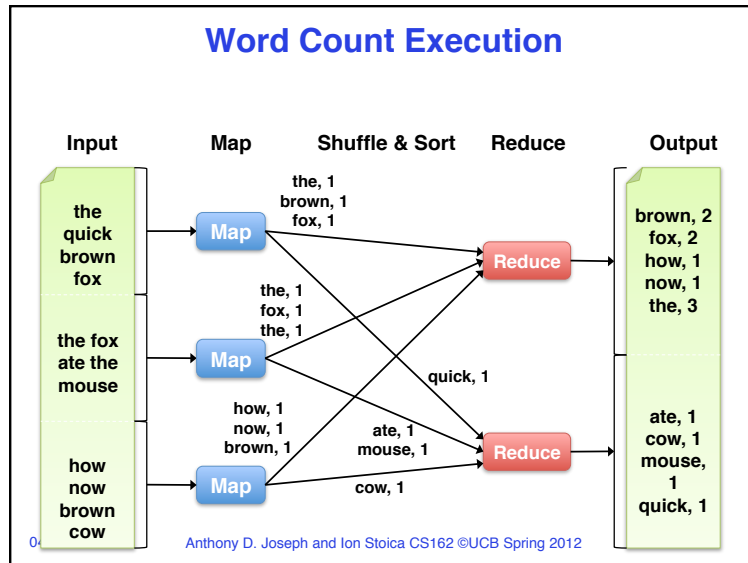 Word Count Execution
Input
Map
Shuffle & Sort
Reduce
Output
the
quick
brown
fox
the fox
ate the
mouse
how
now
brown
cow
Map
Map
Map
the, 1
brown, 1
fox, 1
the, 1
fox, 1
the, 1
how, 1
now, 1
brown, 1
quick, 1
ate, 1
mouse, 1
cow, 1
Reduce
Reduce
brown, 2
fox, 2
how, 1
now, 1
the, 3
ate, 1
cow, 1
mouse,
1
quick, 1
Anthony D. Joseph and Ion Stoica CS162 ©UCB Spring 2012